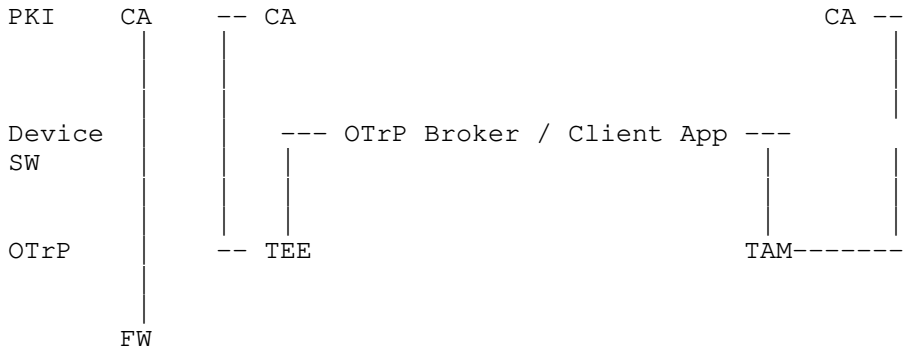 PKI CA -- CA CA --
Device --- OTrP Broker / Client App ---
SW
OTrP -- TEE TAM-------
FW